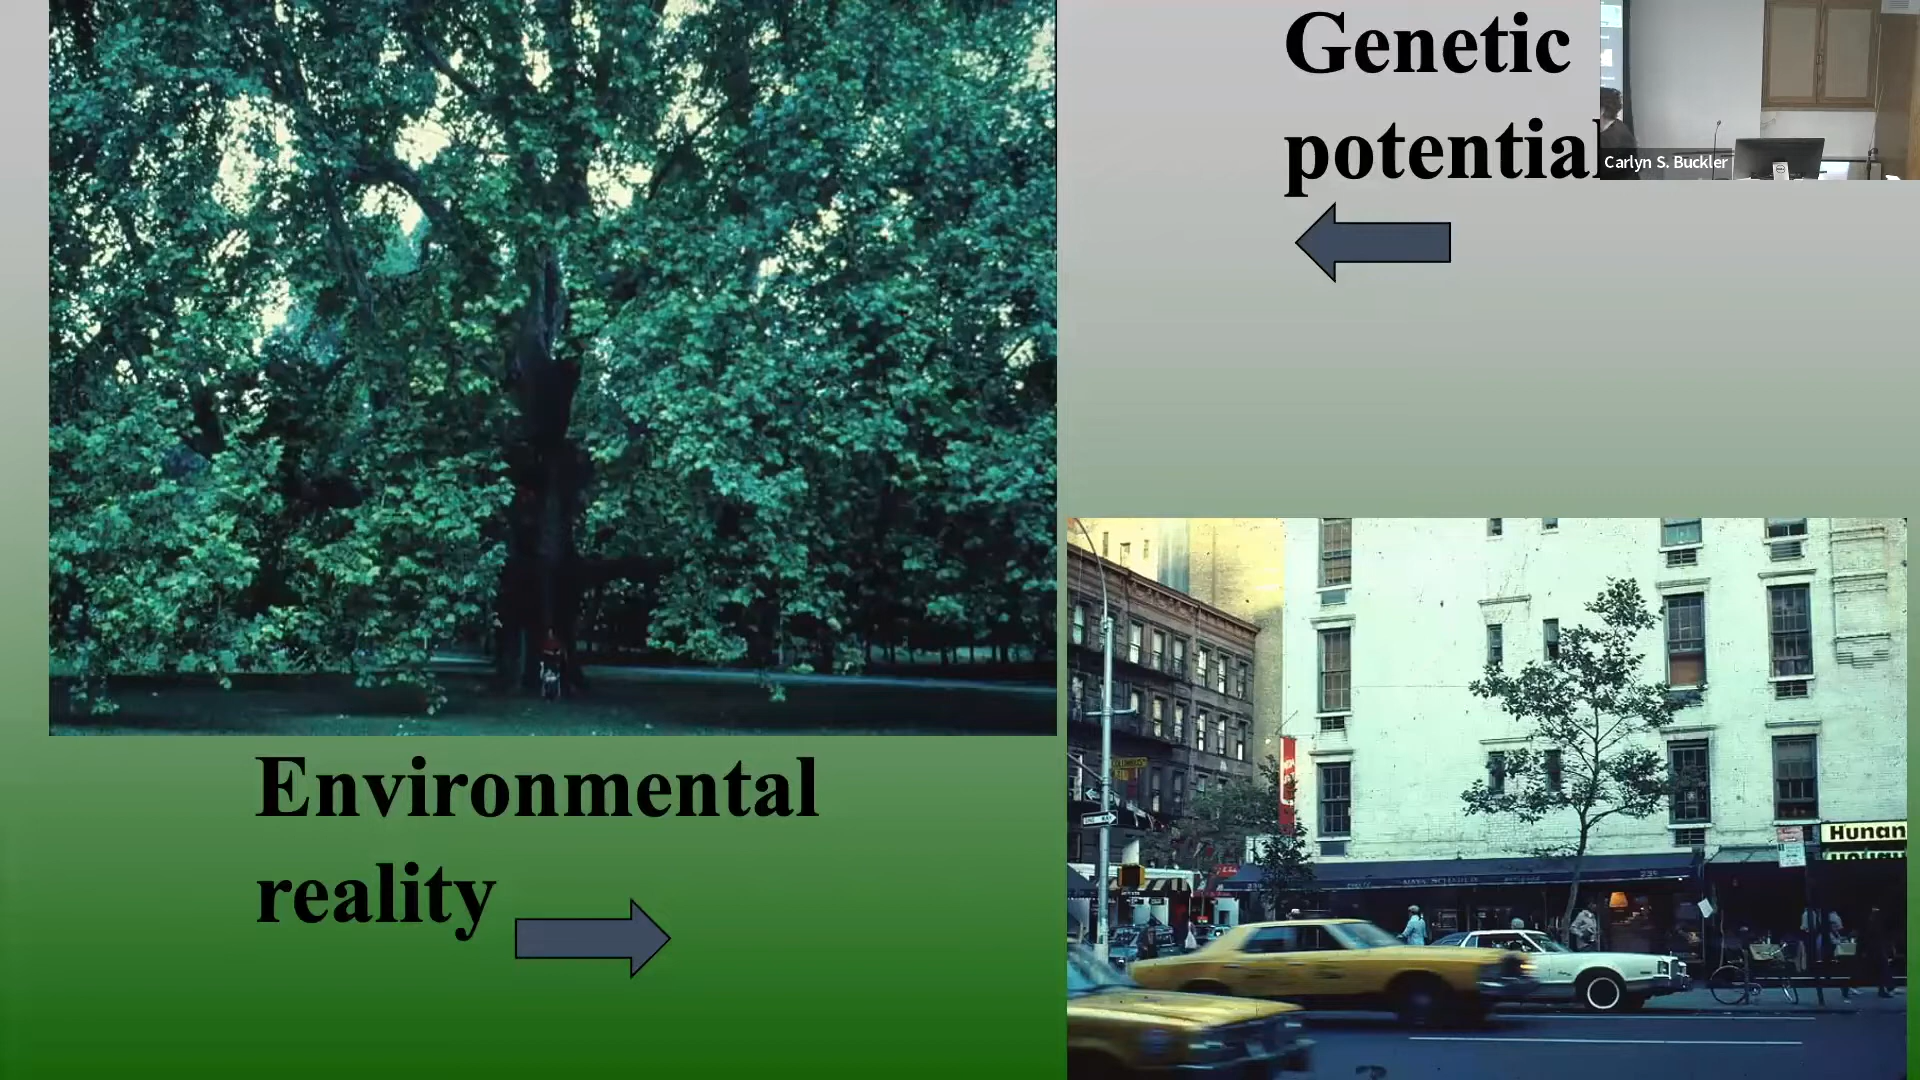 Genetic
potential
Carlyn S. Buckler
Environmental
reality
Hunan